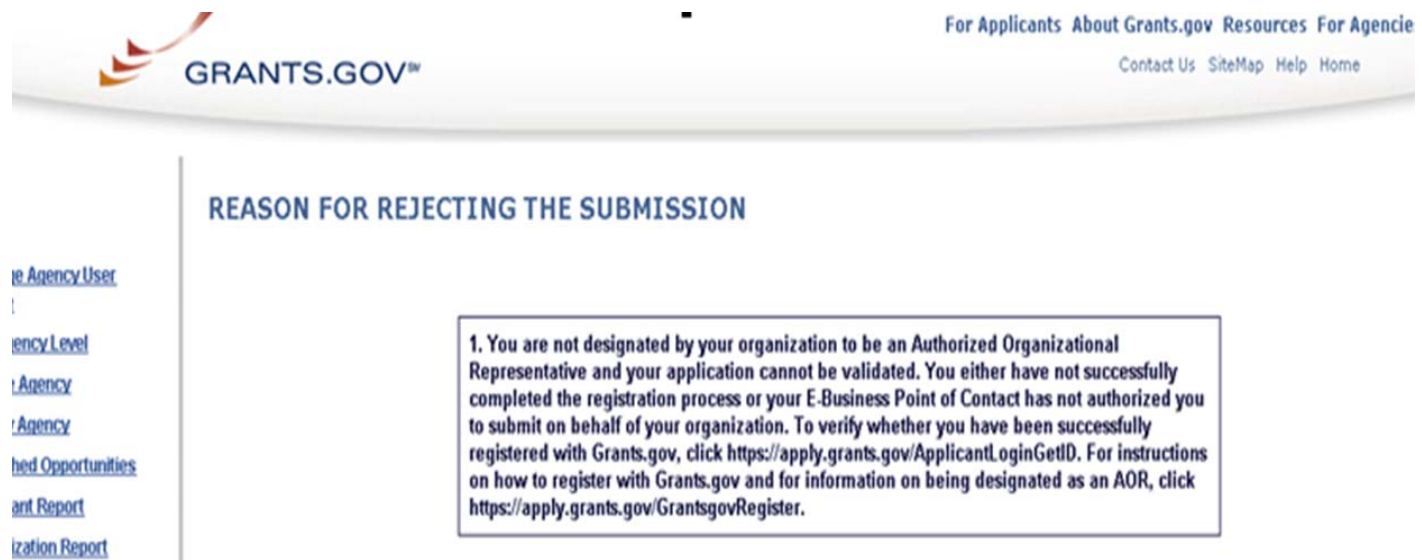 For Applicants About Grants.gov Resources For Agencie
GRANTS.GOV℠
Contact Us SiteMap Help Home
REASON FOR REJECTING THE SUBMISSION
e Agency User
ency Level
Agency
Agency
hed Opportunities
ant Report
ization Report
1. You are not designated by your organization to be an Authorized Organizational
Representative and your application cannot be validated. You either have not successfully
completed the registration process or your E-Business Point of Contact has not authorized you
to submit on behalf of your organization. To verify whether you have been successfully
registered with Grants.gov, click https://apply.grants.gov/ApplicantLoginGetID. For instructions
on how to register with Grants.gov and for information on being designated as an AOR, click
https://apply.grants.gov/GrantsgovRegister.